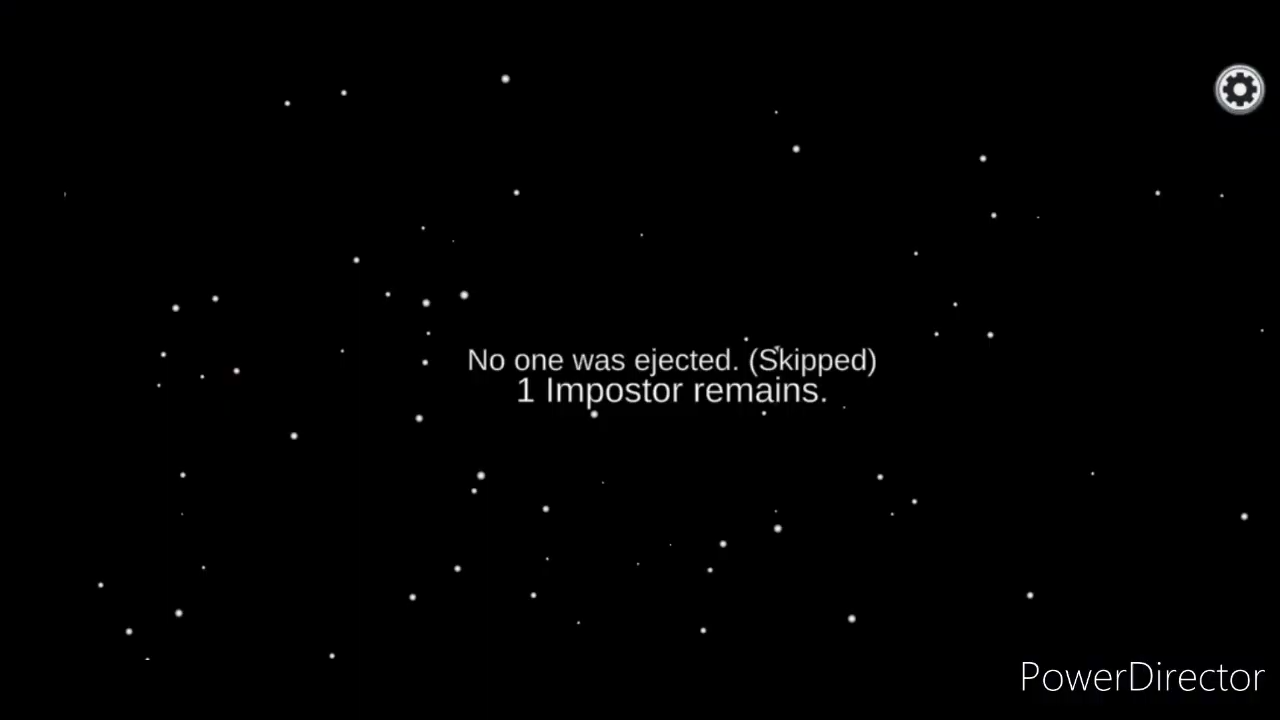 No one was ejected. (Skipped)
1 Impostor remains.
PowerDirector